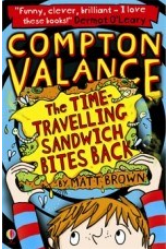 "Funny, clever, brilliant – I love
these books!" Dermot O'Leary
COMPTON
VALANCE
The TIME-
TRAVELLING
SANDWICH
BITES BACK
BY MATT BROWN